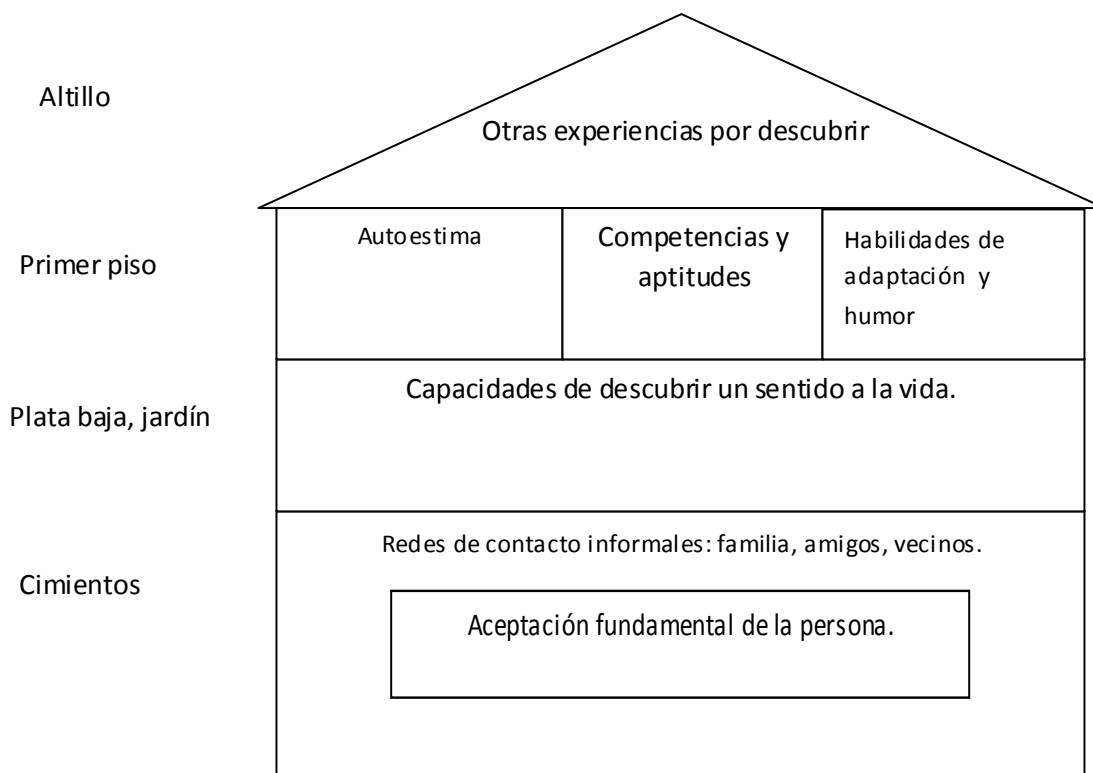 Altillo
Otras experiencias por descubrir
Primer piso
Autoestima
Competencias y
aptitudes
Habilidades de
adaptación y
humor
Plata baja, jardín
Capacidades de descubrir un sentido a la vida.
Cimientos
Redes de contacto informales: familia, amigos, vecinos.
Aceptación fundamental de la persona.